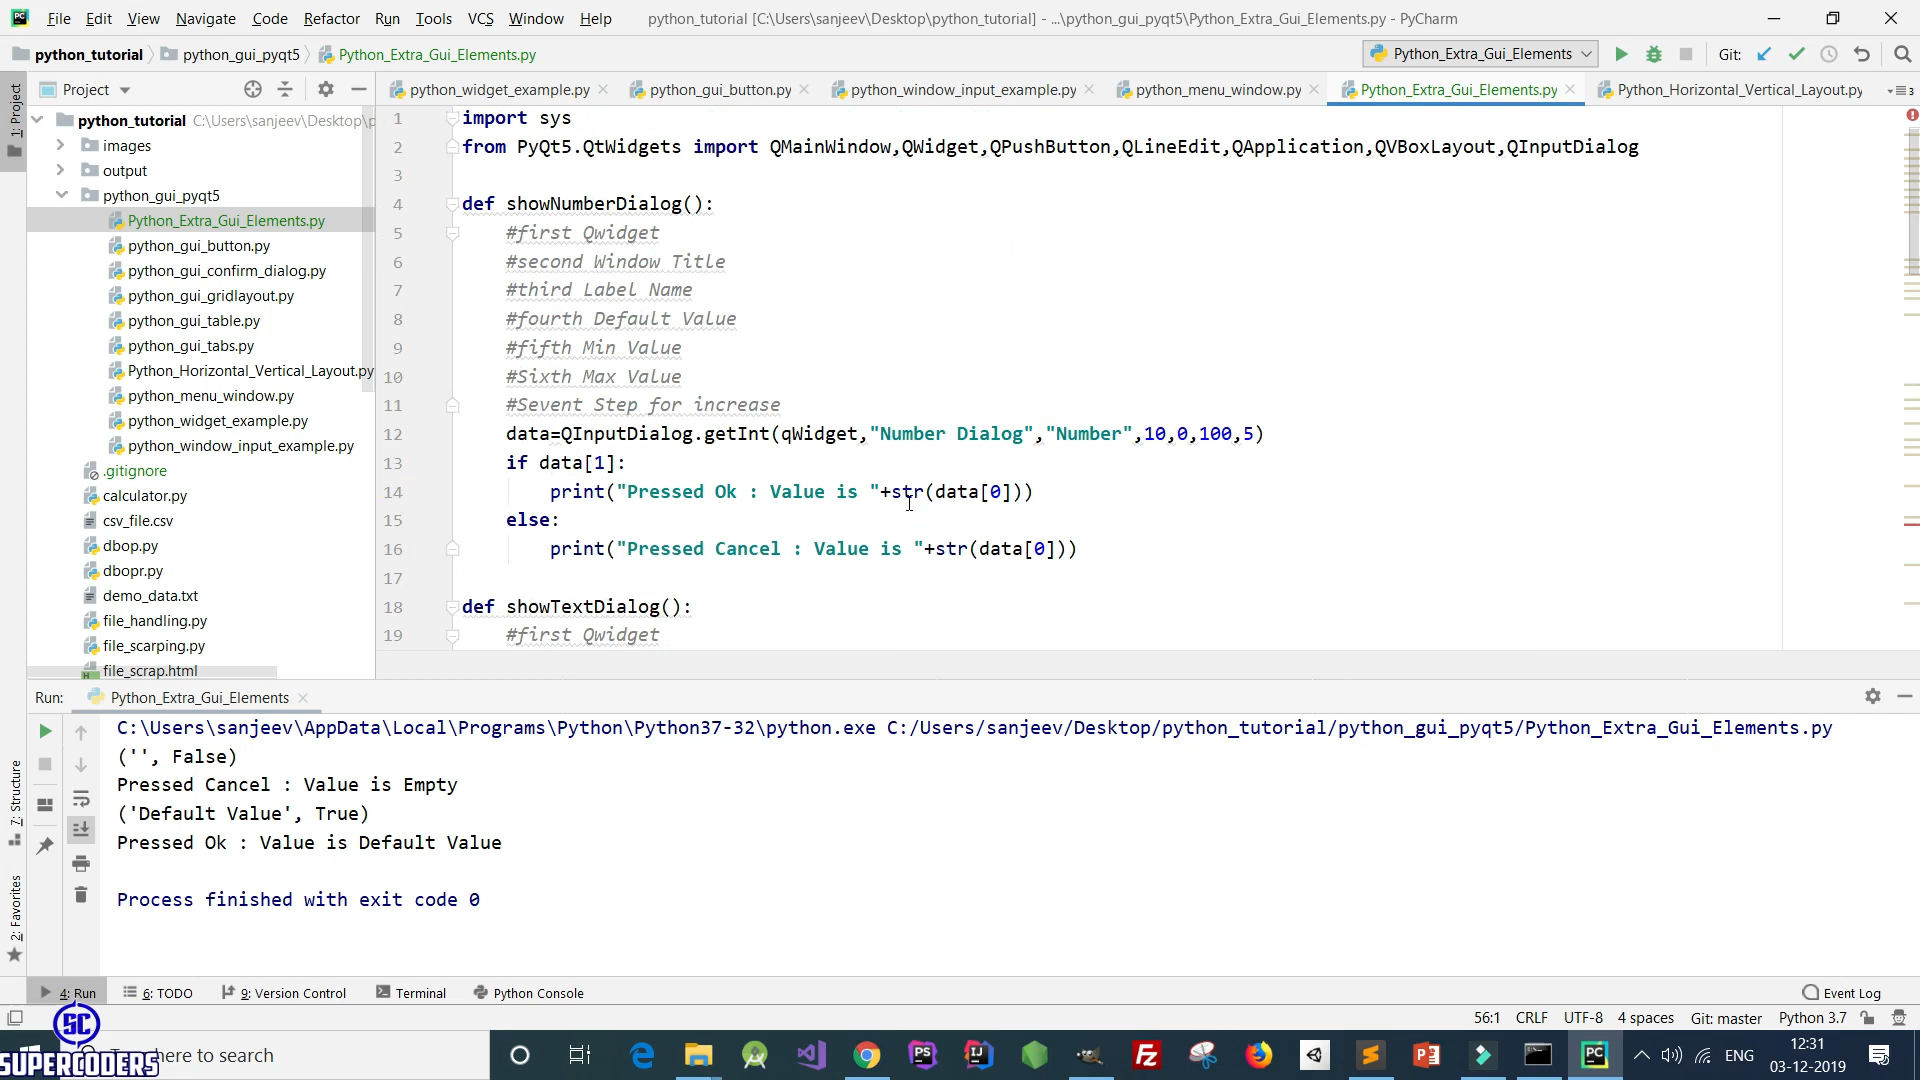 File Edit View Navigate Code Refactor Run Tools VCS Window Help python_tutorial [C:\Users\sanjeev\Desktop\python_tutorial] - ...\python_gui_pyqt5\Python_Extra_Gui_Elements.py - PyCharm
python_tutorial python_gui_pyqt5 Python_Extra_Gui_Elements.py Python_Extra_Gui_Elements Git:
Project python_widget_example.py python_gui_button.py python_window_input_example.py python_menu_window.py Python_Extra_Gui_Elements.py Python_Horizontal_Vertical_Layout.py 3
1: Project
python_tutorial C:\Users\sanjeev\Desktop\p
images
output
python_gui_pyqt5
Python_Extra_Gui_Elements.py
python_gui_button.py
python_gui_confirm_dialog.py
python_gui_gridlayout.py
python_gui_table.py
python_gui_tabs.py
Python_Horizontal_Vertical_Layout.py
python_menu_window.py
python_widget_example.py
python_window_input_example.py
.gitignore
calculator.py
csv_file.csv
dbop.py
dbopr.py
demo_data.txt
file_handling.py
file_scarping.py
file_scrap.html
1 import sys
2 from PyQt5.QtWidgets import QMainWindow,QWidget,QPushButton,QLineEdit,QApplication,QVBoxLayout,QInputDialog
3
4 def showNumberDialog():
5 #first Qwidget
6 #second Window Title
7 #third Label Name
8 #fourth Default Value
9 #fifth Min Value
10 #Sixth Max Value
11 #Sevent Step for increase
12 data=QInputDialog.getInt(qWidget,"Number Dialog","Number",10,0,100,5)
13 if data[1]:
14 print("Pressed Ok : Value is "+str(data[0]))
15 else:
16 print("Pressed Cancel : Value is "+str(data[0]))
17
18 def showTextDialog():
19 #first Qwidget
Run: Python_Extra_Gui_Elements
C:\Users\sanjeev\AppData\Local\Programs\Python\Python37-32\python.exe C:/Users/sanjeev/Desktop/python_tutorial/python_gui_pyqt5/Python_Extra_Gui_Elements.py
('', False)
Pressed Cancel : Value is Empty
('Default Value', True)
Pressed Ok : Value is Default Value
Process finished with exit code 0
7: Structure
2: Favorites
4: Run 6: TODO 9: Version Control Terminal Python Console Event Log
56:1 CRLF UTF-8 4 spaces Git: master Python 3.7
SC
SUPERCODERS
here to search
ENG
12:31
03-12-2019